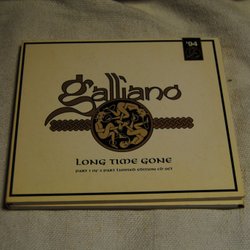 '94
galliano
LONG TIME GONE
PART 1 OF 2 PART LIMITED EDITION CD SET